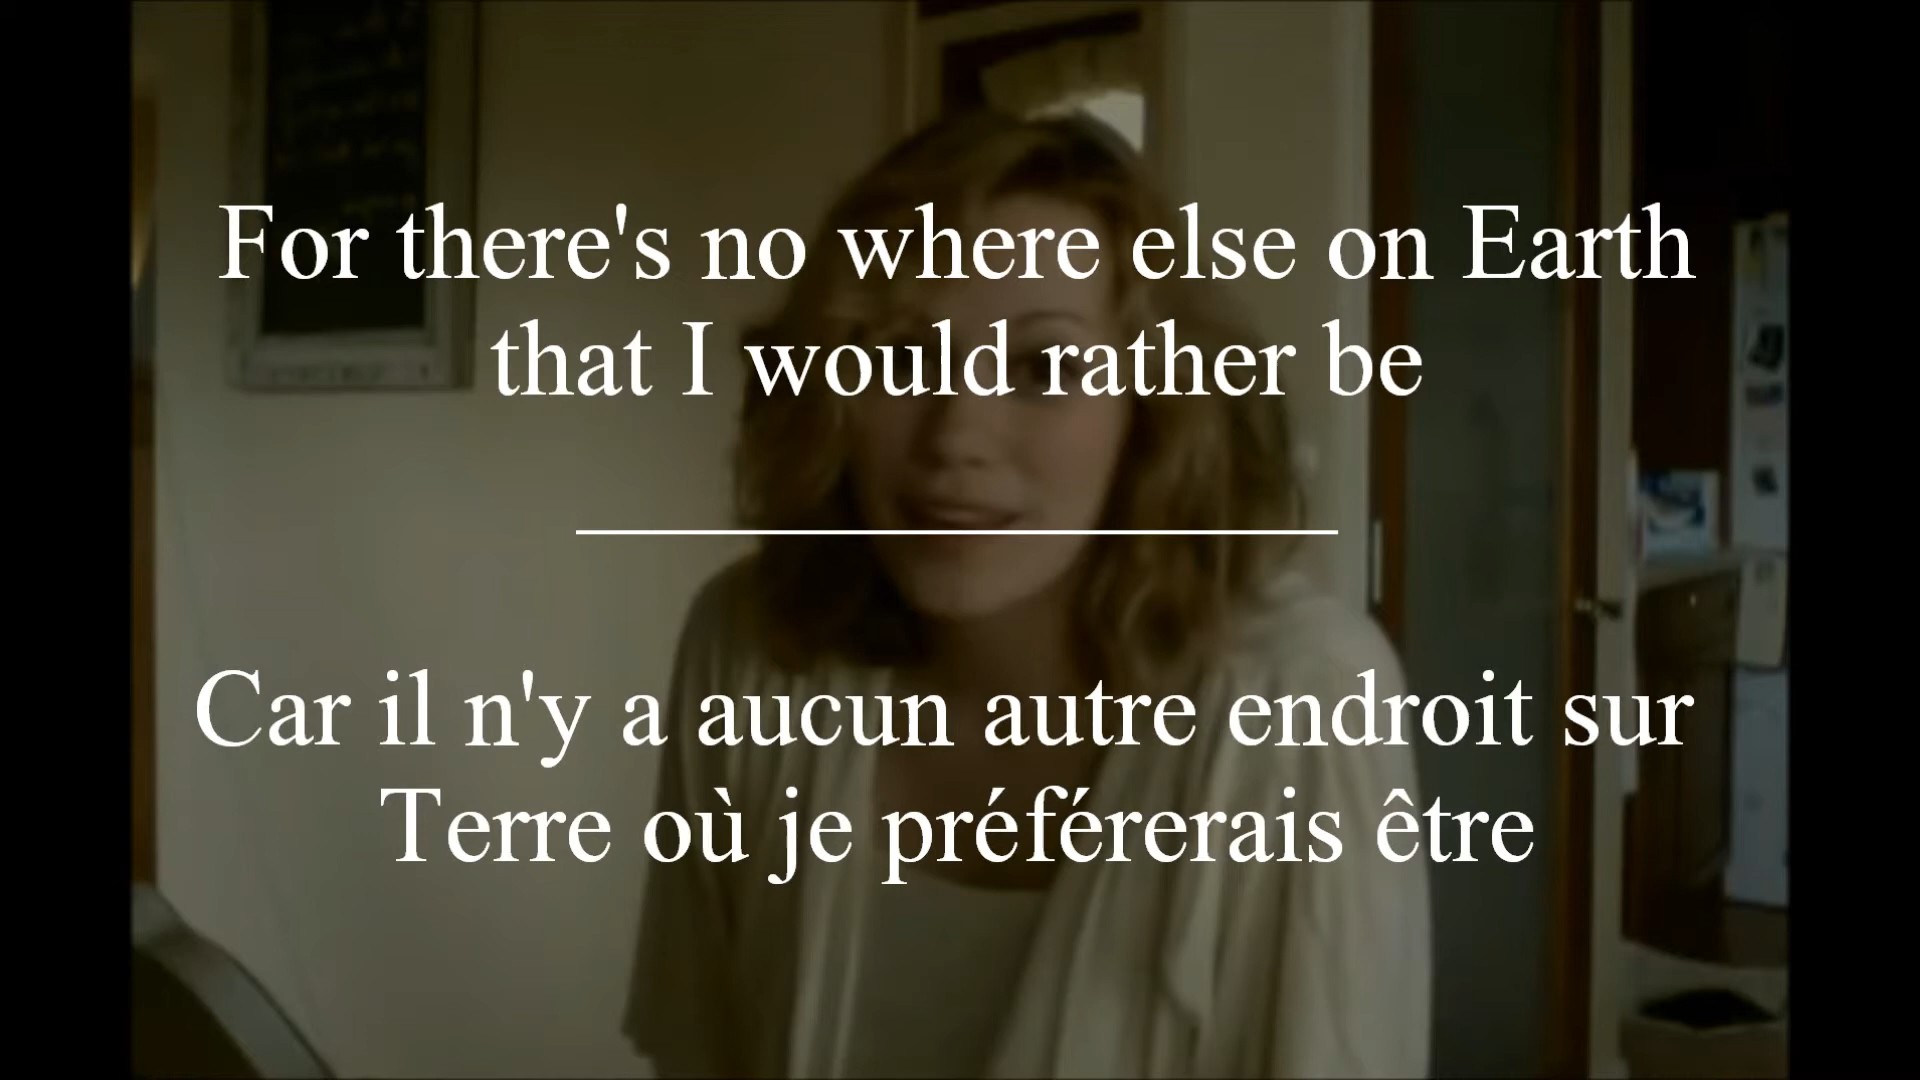 For there's no where else on Earth
that I would rather be
Car il n'y a aucun autre endroit sur
Terre où je préférerais être